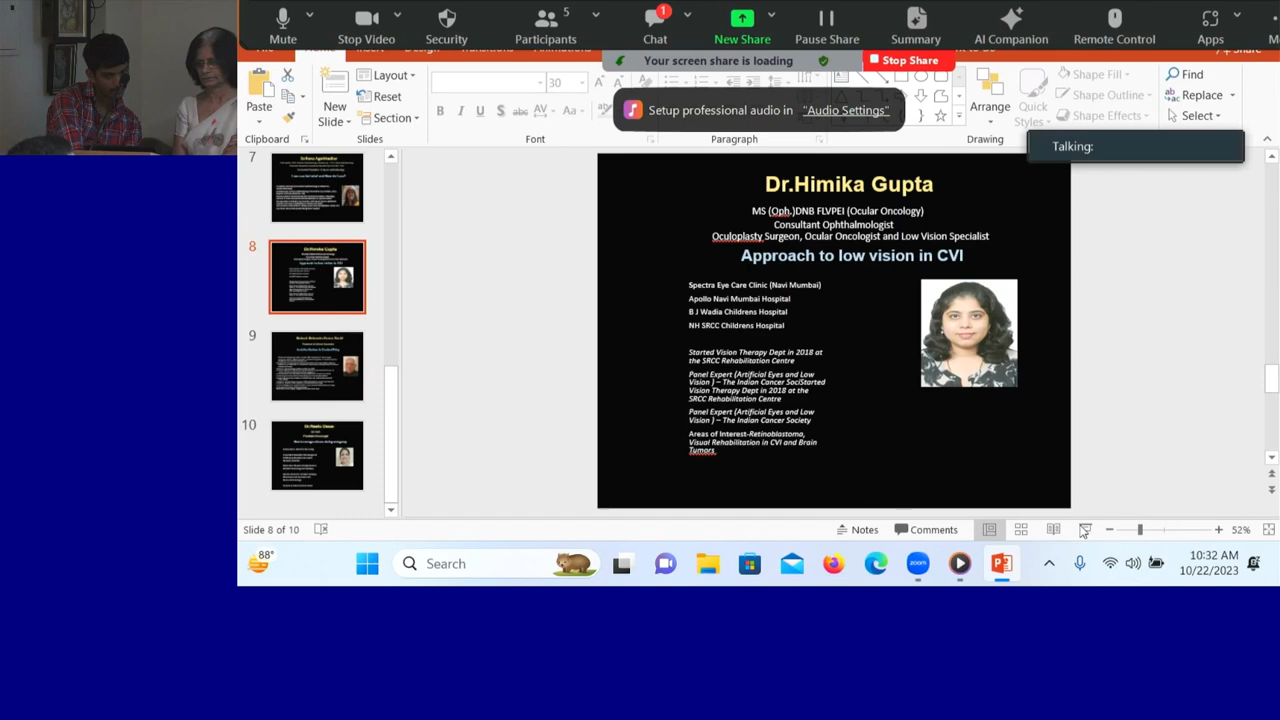 Mute
Stop Video
Security
5
Participants
1
Chat
New Share
Pause Share
Summary
AI Companion
Remote Control
Apps
Your screen share is loading
Stop Share
Setup professional audio in "Audio Settings"
Talking:
Paste
New
Slide
Layout
Reset
Section
30
B I U S abc AV Aa
Arrange
Quick
Styles
Shape Fill
Shape Outline
Shape Effects
Find
Replace
Select
Clipboard
Slides
Font
Paragraph
Drawing
7
8
9
10
Dr.Himika Gupta
MS (Oph.)DNB FLVPEI (Ocular Oncology)
Consultant Ophthalmologist
Oculoplasty Surgeon, Ocular Oncologist and Low Vision Specialist
Approach to low vision in CVI
Spectra Eye Care Clinic (Navi Mumbai)
Apollo Navi Mumbai Hospital
B J Wadia Childrens Hospital
NH SRCC Childrens Hospital
Started Vision Therapy Dept in 2018 at
the SRCC Rehabilitation Centre
Panel Expert (Artificial Eyes and Low
Vision ) – The Indian Cancer SociStarted
Vision Therapy Dept in 2018 at the
SRCC Rehabilitation Centre
Panel Expert (Artificial Eyes and Low
Vision ) – The Indian Cancer Society
Areas of Interest-Retinoblastoma,
Visual Rehabilitation in CVI and Brain
Tumors
Slide 8 of 10
Notes
Comments
52%
88°
Search
zoom
10:32 AM
10/22/2023